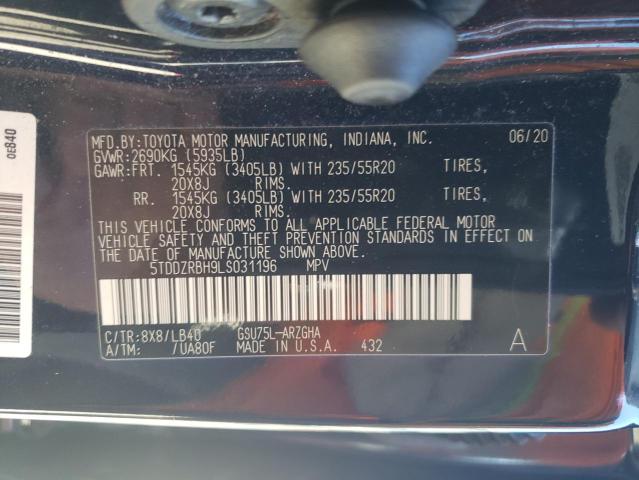 0E840
MFD.BY:TOYOTA MOTOR MANUFACTURING, INDIANA, INC. 06/20
GVWR:2690KG (5935LB)
GAWR:FRT. 1545KG (3405LB) WITH 235/55R20 TIRES,
20X8J RIMS.
RR. 1545KG (3405LB) WITH 235/55R20 TIRES,
20X8J RIMS.
THIS VEHICLE CONFORMS TO ALL APPLICABLE FEDERAL MOTOR
VEHICLE SAFETY AND THEFT PREVENTION STANDARDS IN EFFECT ON
THE DATE OF MANUFACTURE SHOWN ABOVE.
5TDDZRBH9LS031196 MPV
C/TR:8X8/LB40 GSU75L-ARZGHA
A/TM: /UA80F MADE IN U.S.A. 432 A